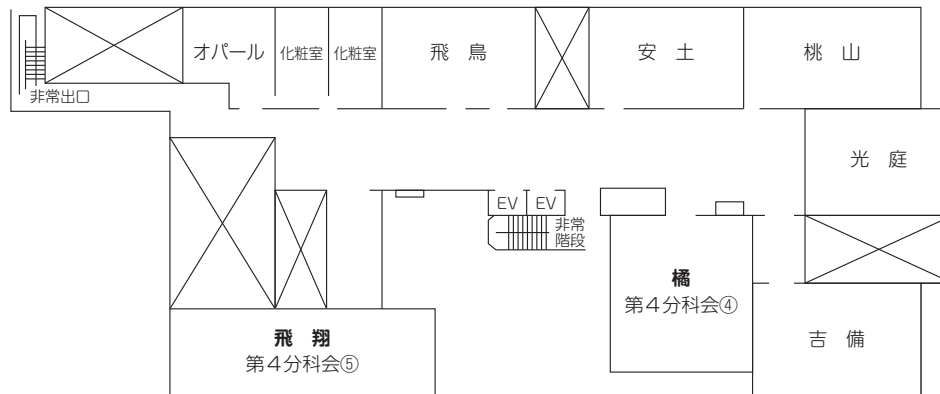 オパール
化粧室
化粧室
飛　鳥
安　土
桃　山
非常出口
光　庭
EV
EV
非常
階段
橘
第４分科会④
飛　翔
第４分科会⑤
吉　備